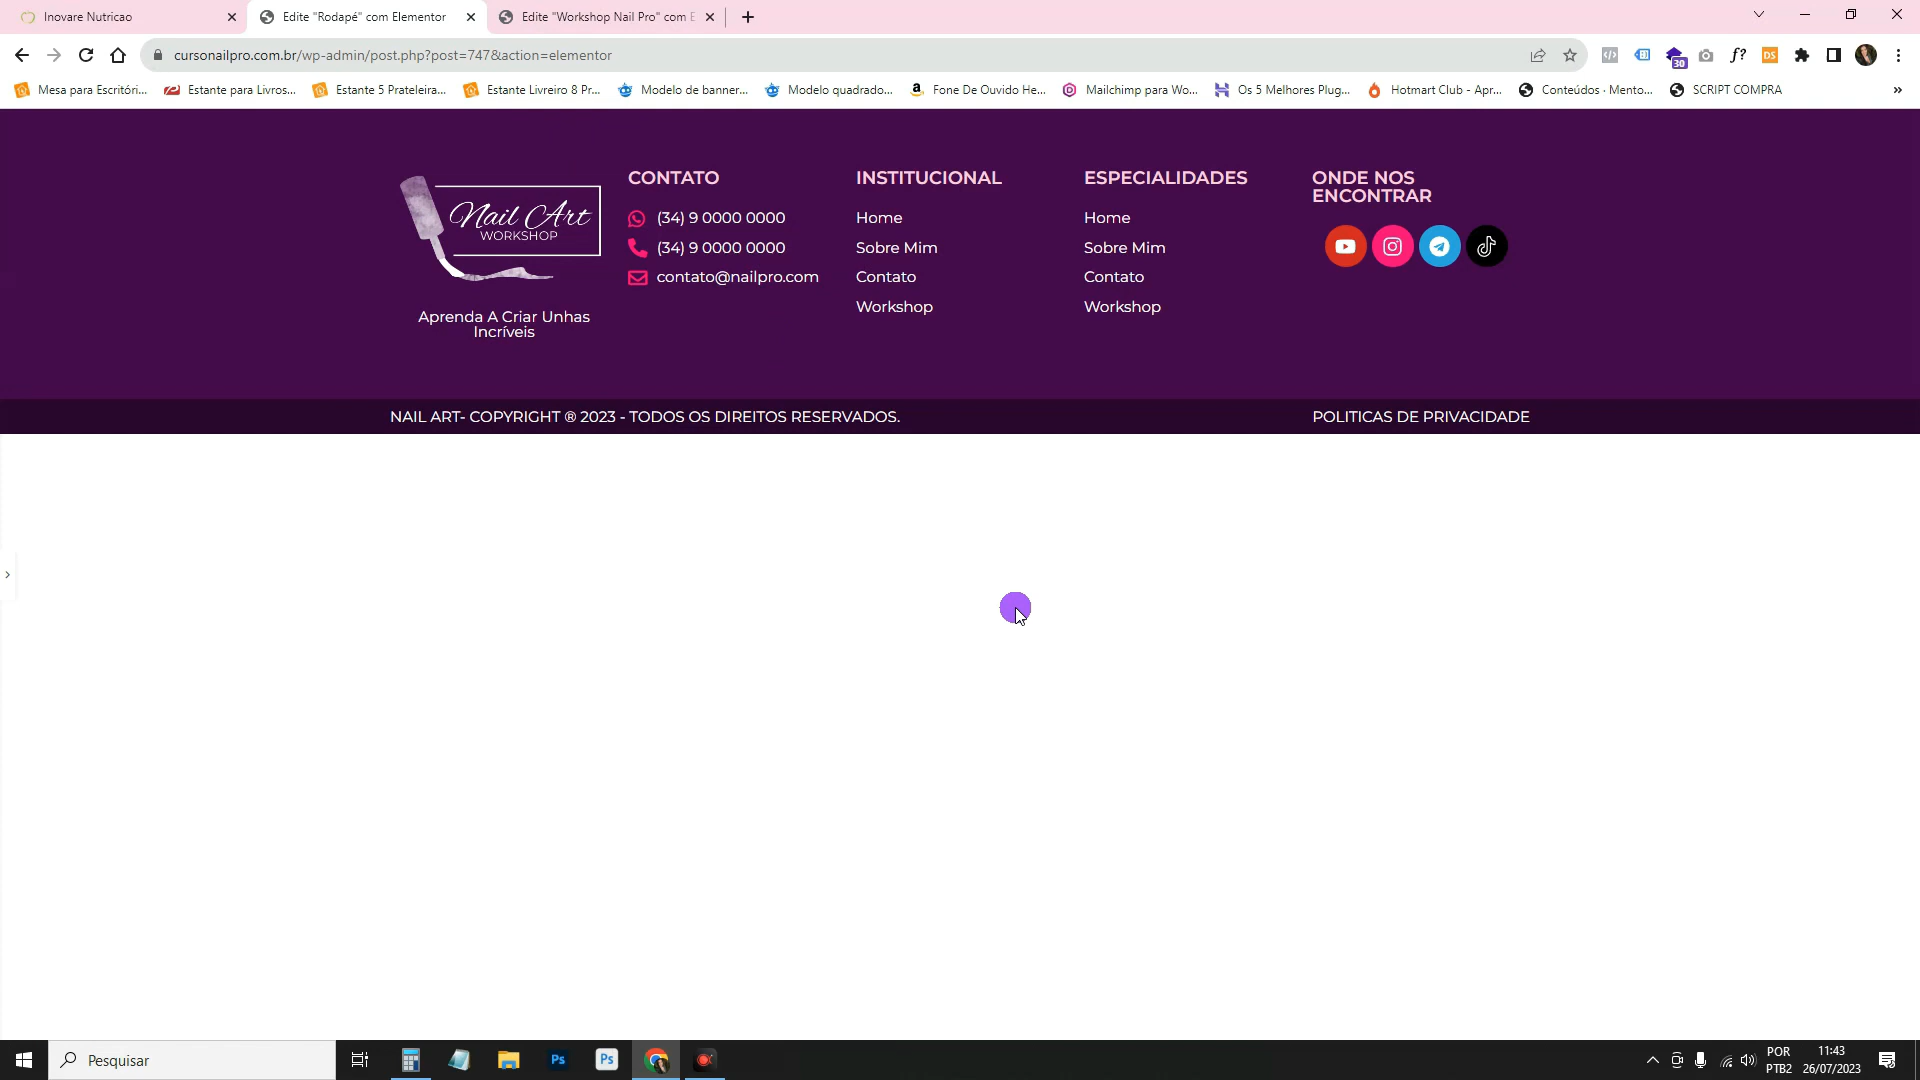 Inovare Nutricao
Edite "Rodapé" com Elementor
Edite "Workshop Nail Pro" com E
cursonailpro.com.br/wp-admin/post.php?post=747&action=elementor
30
f?
DS
Mesa para Escritóri...
Estante para Livros...
Estante 5 Prateleira...
Estante Livreiro 8 Pr...
Modelo de banner...
Modelo quadrado...
Fone De Ouvido He...
Mailchimp para Wo...
Os 5 Melhores Plug...
Hotmart Club - Apr...
Conteúdos · Mento...
SCRIPT COMPRA
Nail Art
WORKSHOP
Aprenda A Criar Unhas
Incríveis
CONTATO
(34) 9 0000 0000
(34) 9 0000 0000
contato@nailpro.com
INSTITUCIONAL
Home
Sobre Mim
Contato
Workshop
ESPECIALIDADES
Home
Sobre Mim
Contato
Workshop
ONDE NOS
ENCONTRAR
NAIL ART- COPYRIGHT ® 2023 - TODOS OS DIREITOS RESERVADOS.
POLITICAS DE PRIVACIDADE
Pesquisar
Ps
Ps
POR
PTB2
11:43
26/07/2023